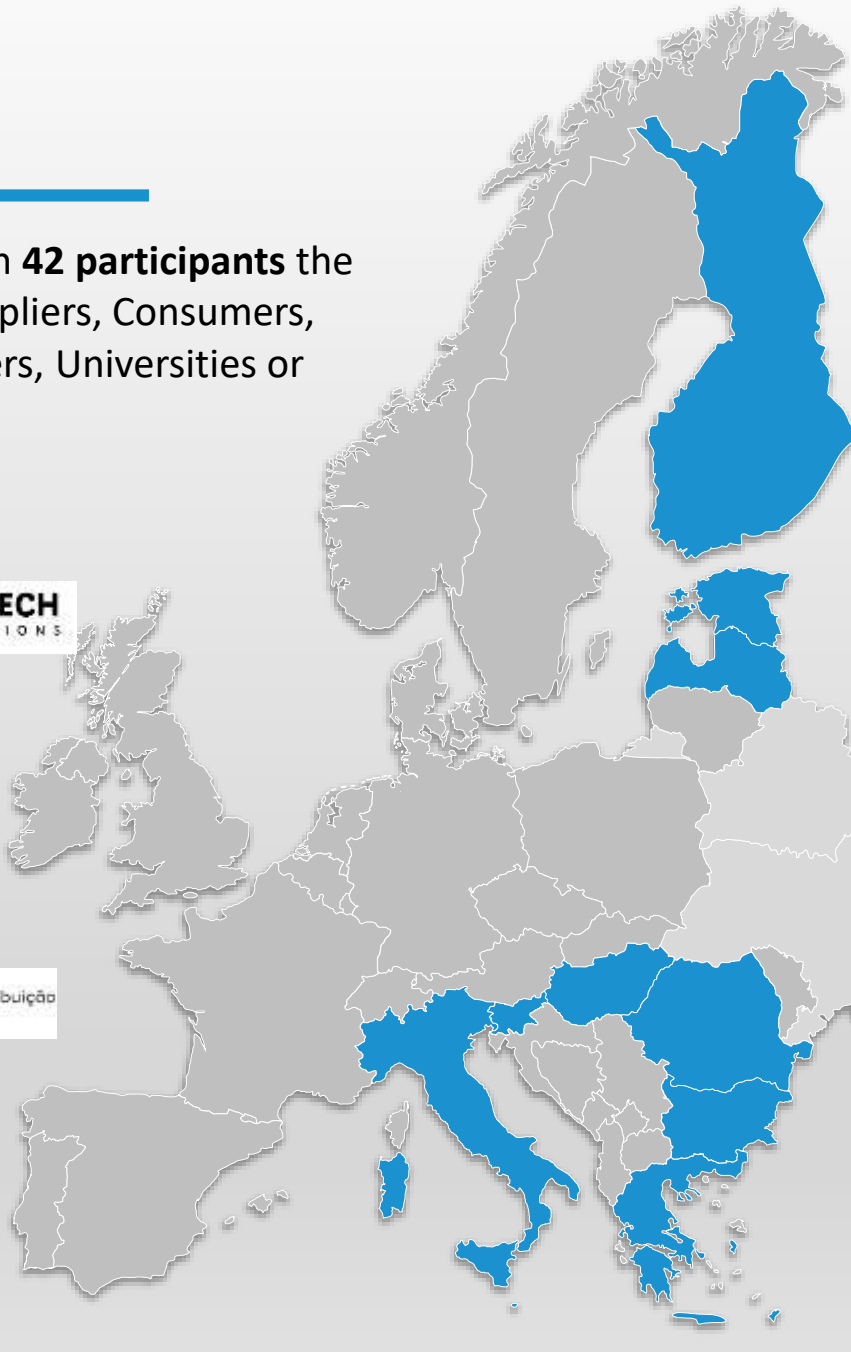 n 42 participants the
pliers, Consumers,
ers, Universities or
ECH
IONS
buição